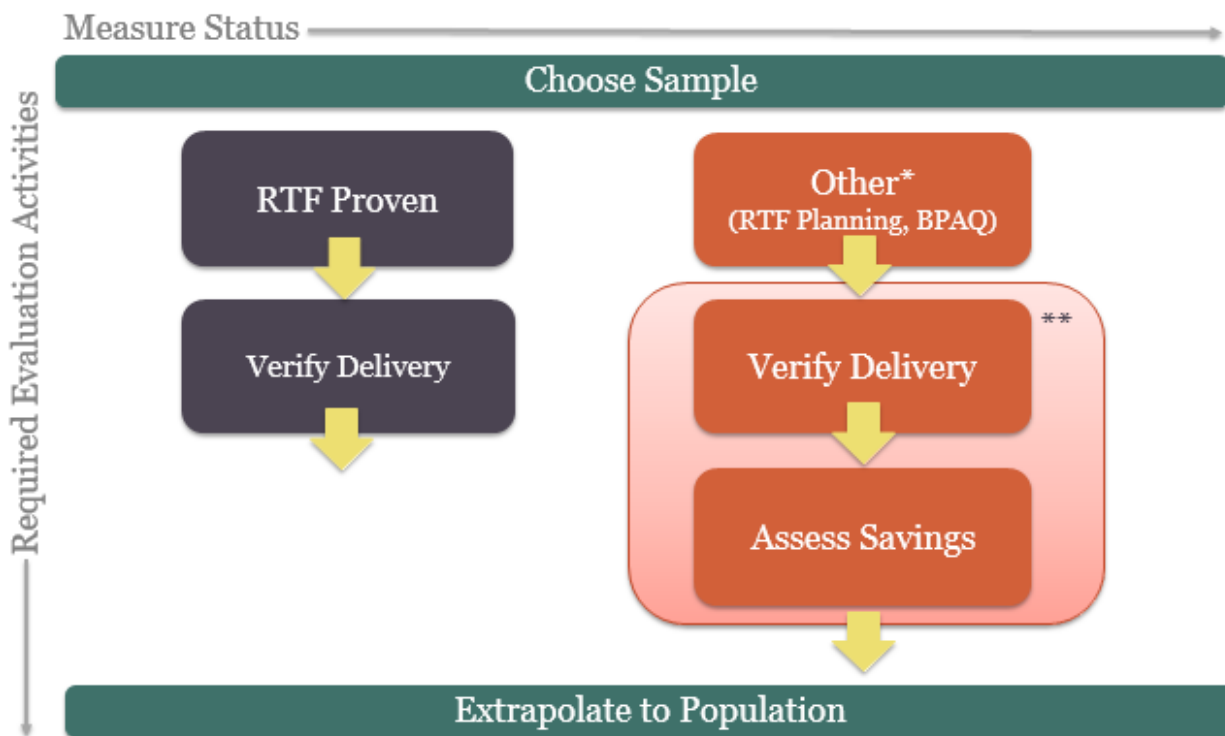 Measure Status
Choose Sample
Required Evaluation Activities
RTF Proven
Other*
(RTF Planning, BPAQ)
Verify Delivery
Verify Delivery
**
Assess Savings
Extrapolate to Population